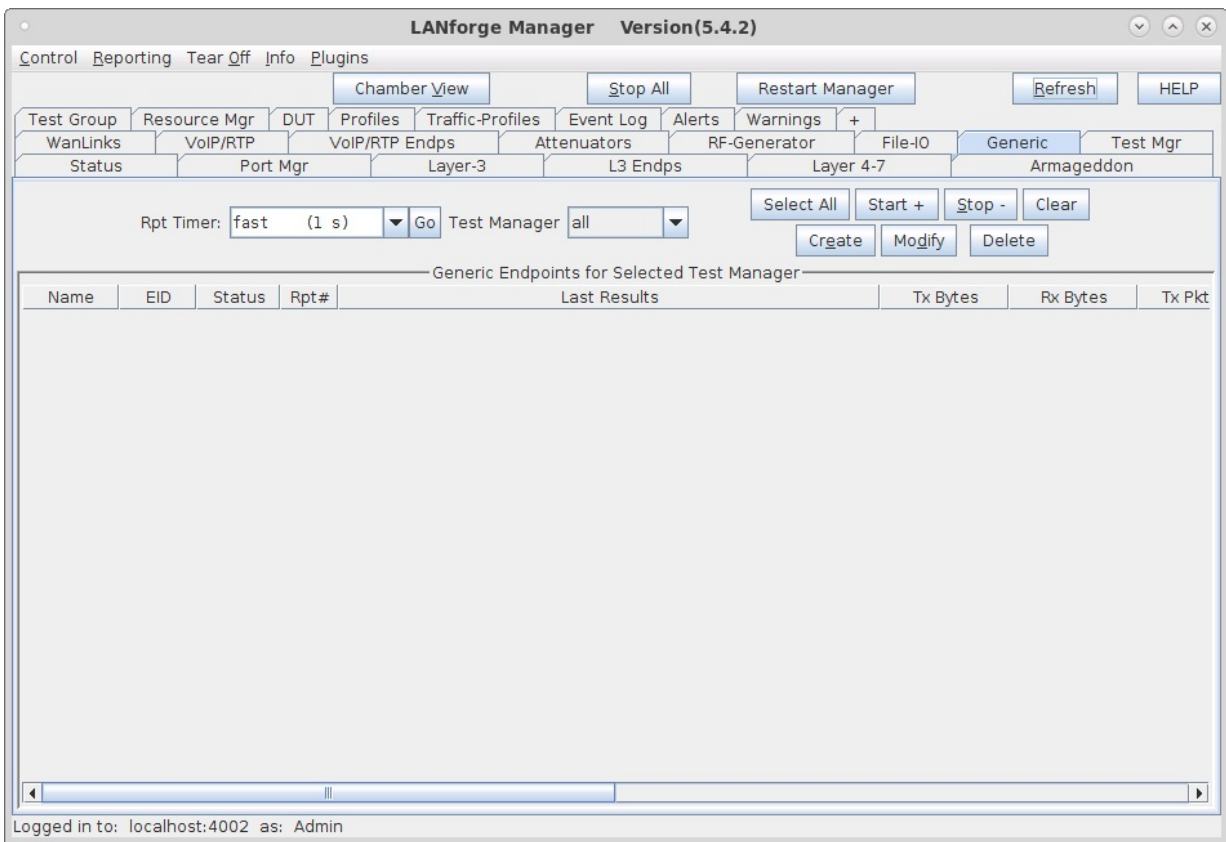 LANforge Manager Version(5.4.2)
Control Reporting Tear Off Info Plugins
Chamber View Stop All Restart Manager Refresh HELP
Test Group Resource Mgr DUT Profiles Traffic-Profiles Event Log Alerts Warnings +
WanLinks VoIP/RTP VoIP/RTP Endps Attenuators RF-Generator File-IO Generic Test Mgr
Status Port Mgr Layer-3 L3 Endps Layer 4-7 Armageddon
Rpt Timer: fast (1 s) Go Test Manager all Select All Start + Stop - Clear
Create Modify Delete
Generic Endpoints for Selected Test Manager
Name EID Status Rpt# Last Results Tx Bytes Rx Bytes Tx Pkt
Logged in to: localhost:4002 as: Admin